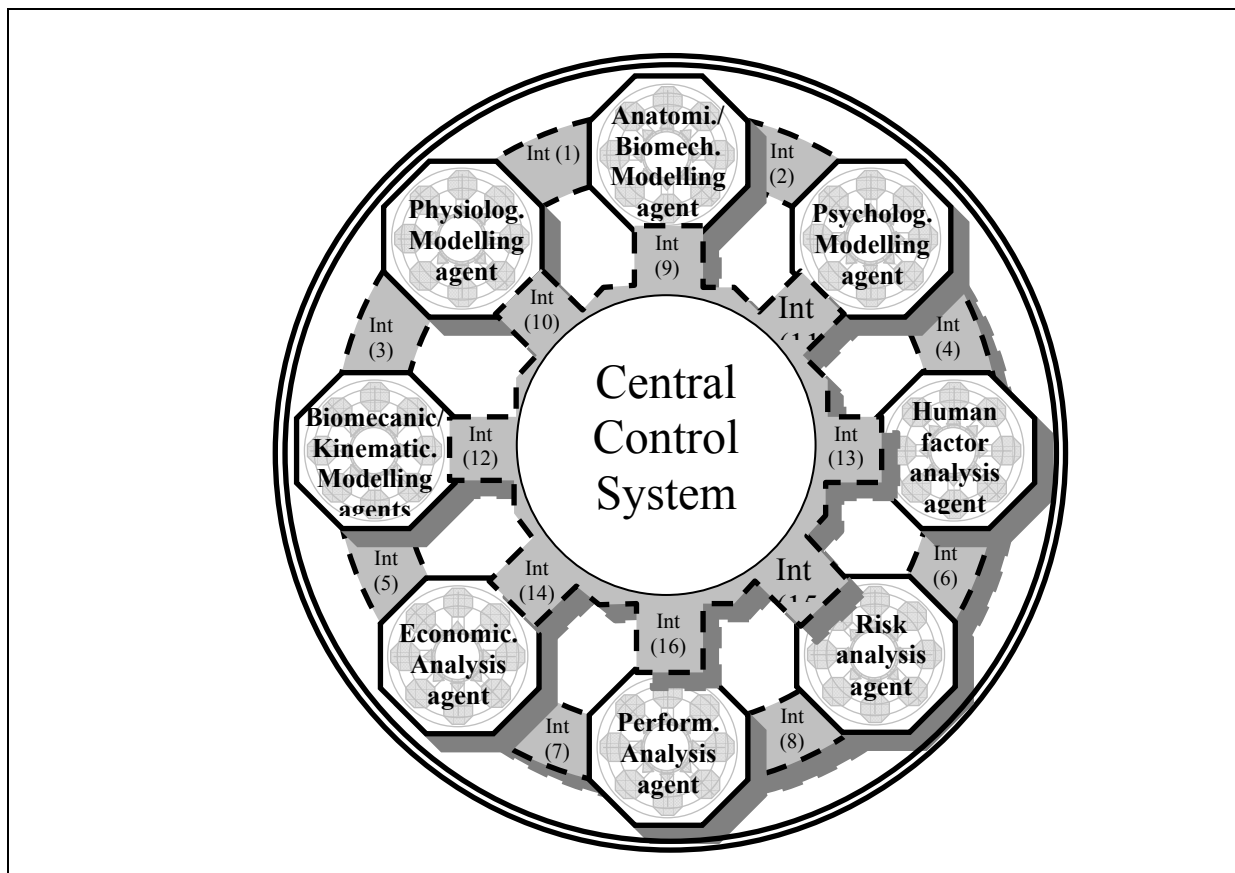 Anatomi./
Biomech.
Modelling
agent
Int (1)
Int
(2)
Physiolog.
Modelling
agent
Psycholog.
Modelling
agent
Int
(9)
Int
(10)
Int
Int
(3)
Int
(4)
Central
Control
System
Biomecanic/
Kinematic.
Modelling
agents
Int
(12)
Int
(13)
Human
factor
analysis
agent
Int
(5)
Int
(14)
Int
Int
(6)
Economic.
Analysis
agent
Int
(16)
Risk
analysis
agent
Int
(7)
Perform.
Analysis
agent
Int
(8)